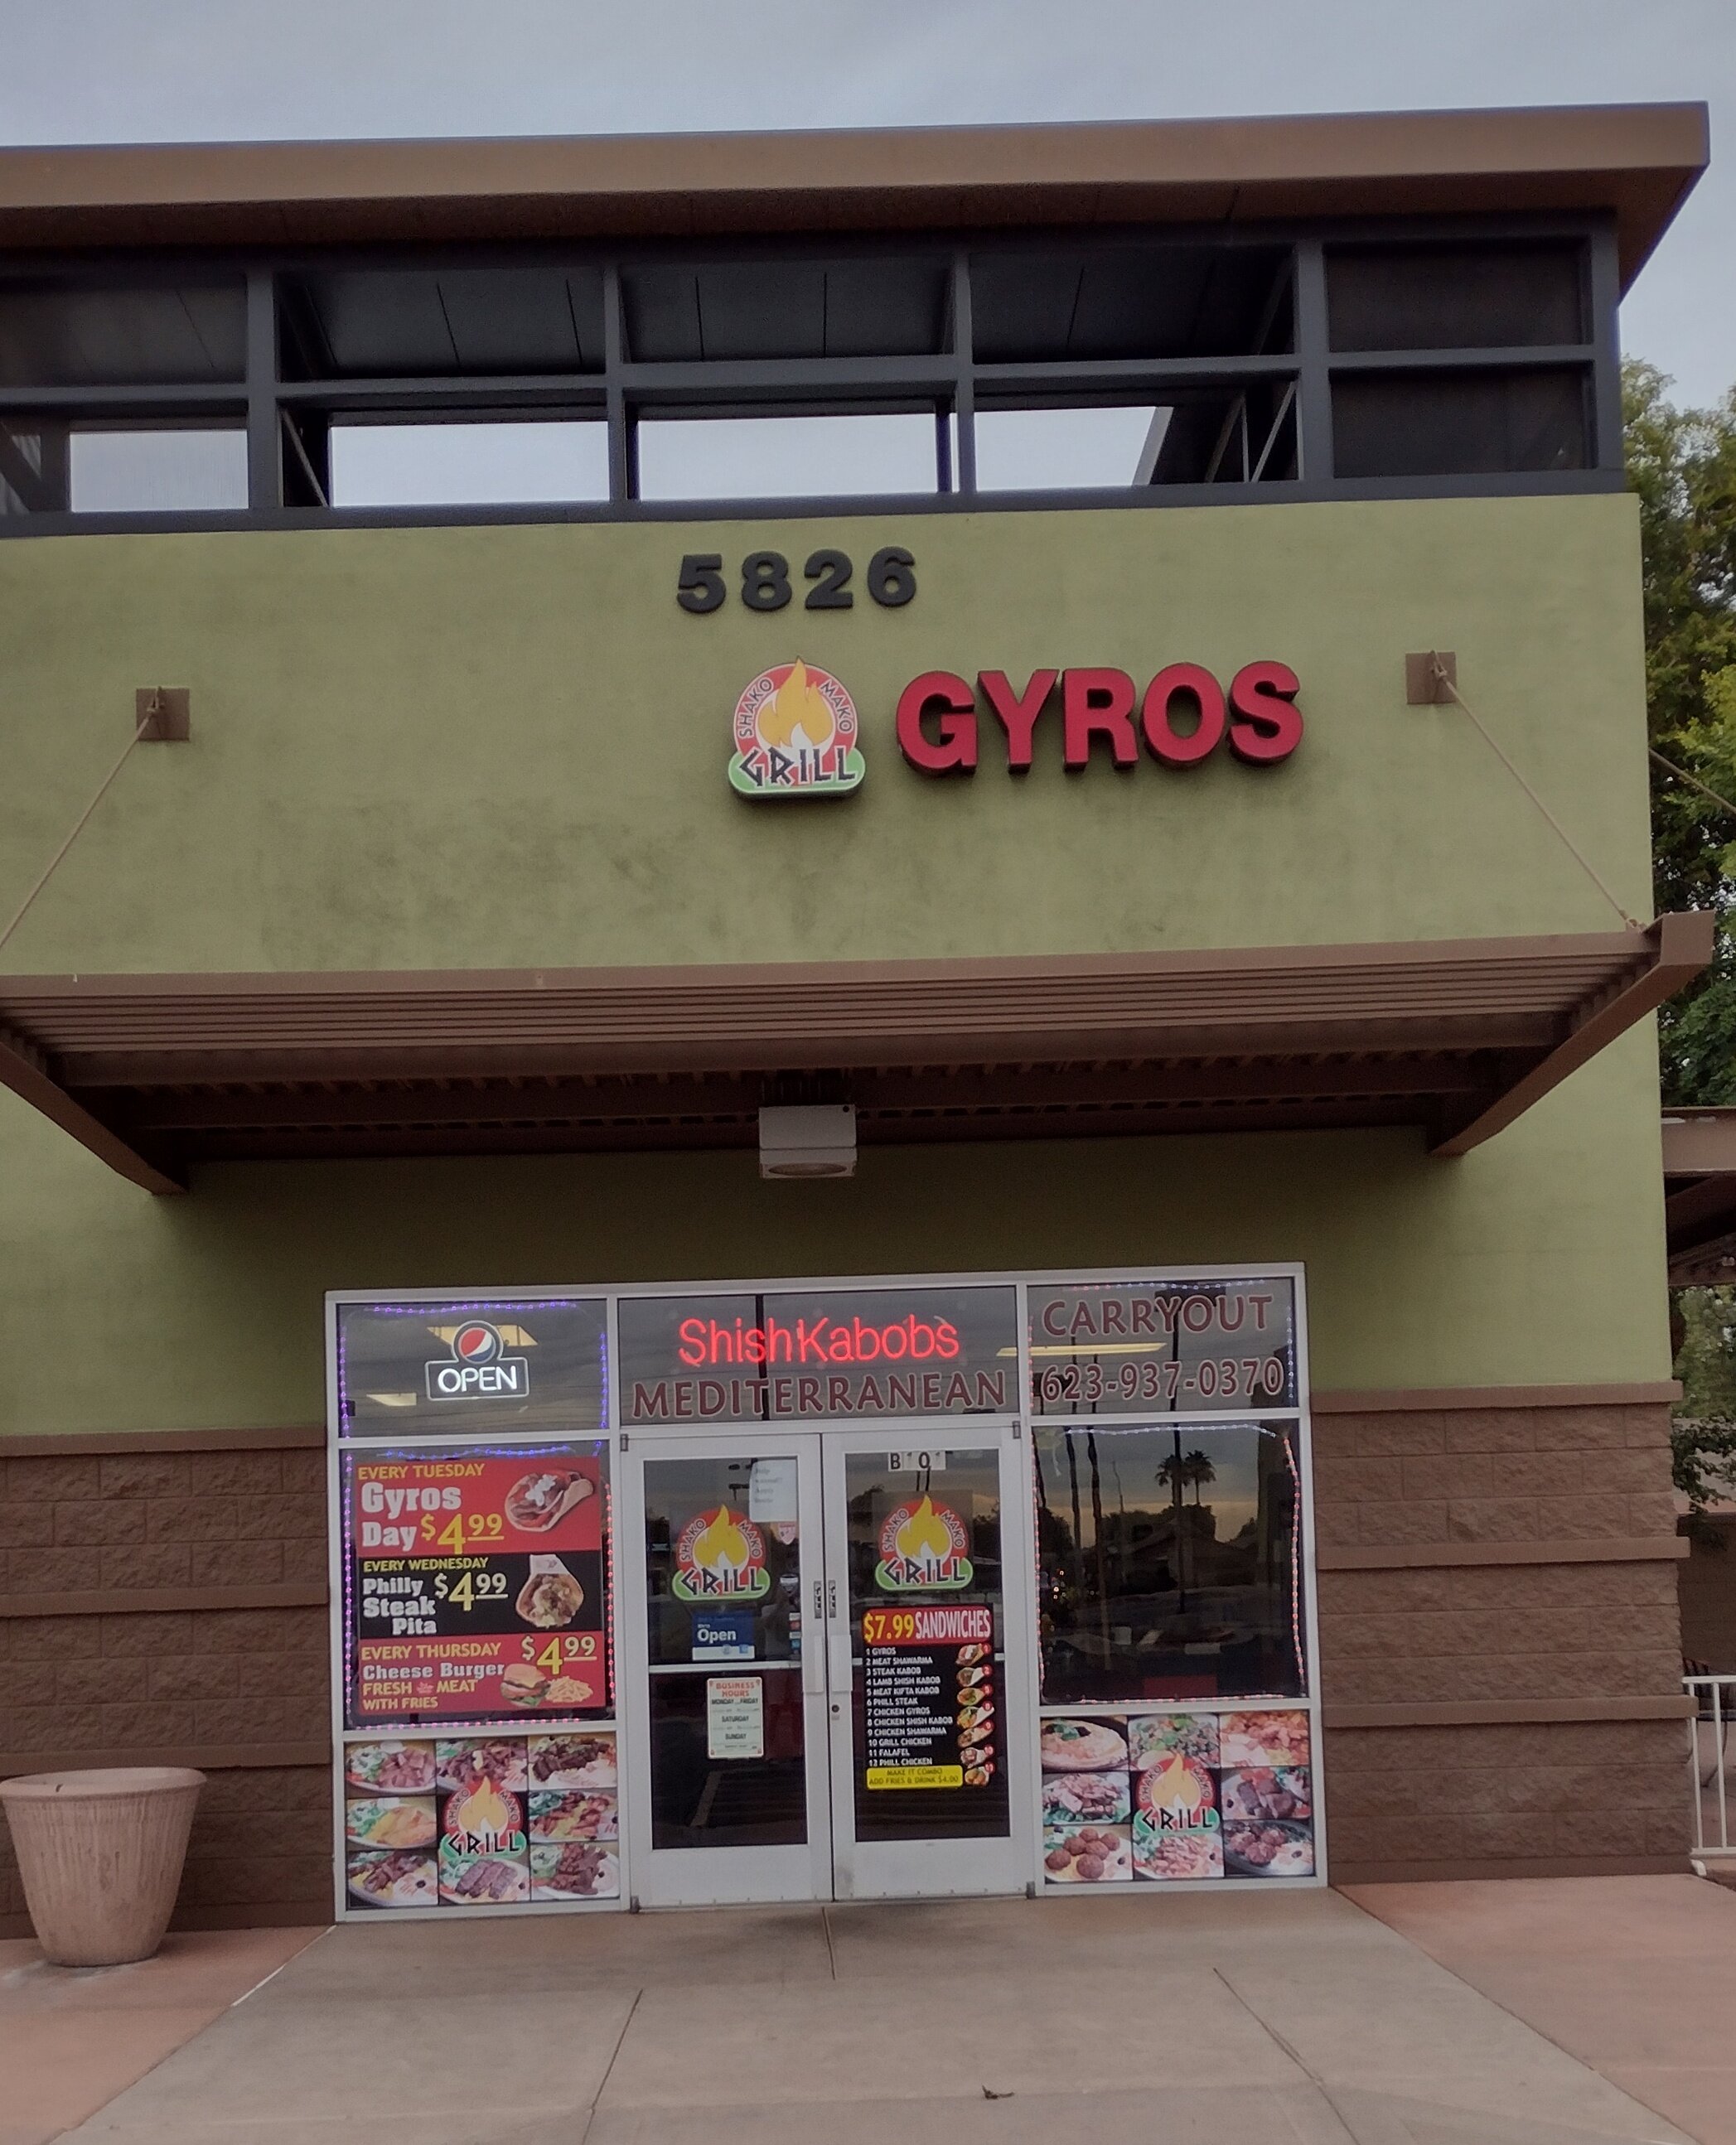 5826
SHAKO MAKO
GRILL
GYROS
OPEN
ShishKabobs
MEDITERRANEAN
CARRYOUT
623-937-0370
EVERY TUESDAY
Gyros
Day $4.99
EVERY WEDNESDAY
Philly $4.99
Steak
Pita
EVERY THURSDAY $4.99
Cheese Burger
FRESH MEAT
WITH FRIES
SHAKO MAKO
GRILL
Open
BUSINESS
HOURS
MONDAY FRIDAY
SATURDAY
SUNDAY
B 0
SHAKO MAKO
GRILL
$7.99 SANDWICHES
1 GYROS
2 MEAT SHAWARMA
3 STEAK KABOB
4 LAMB SHISH KABOB
5 MEAT KIFTA KABOB
6 PHILL STEAK
7 CHICKEN GYROS
8 CHICKEN SHISH KABOB
9 CHICKEN SHAWARMA
10 GRILL CHICKEN
11 FALAFEL
12 PHILL CHICKEN
MAKE IT COMBO
ADD FRIES & DRINK $4.00
SHAKO MAKO
GRILL
SHAKO MAKO
GRILL